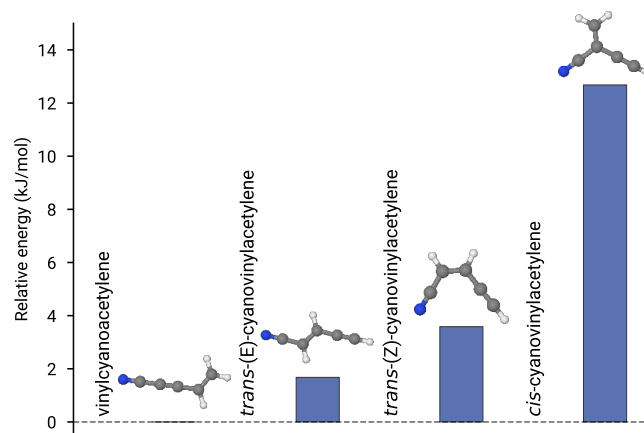 Relative energy (kJ/mol)
14
12
10
8
6
4
2
0
vinylcyanoacetylene
trans-(E)-cyanovinylacetylene
trans-(Z)-cyanovinylacetylene
cis-cyanovinylacetylene